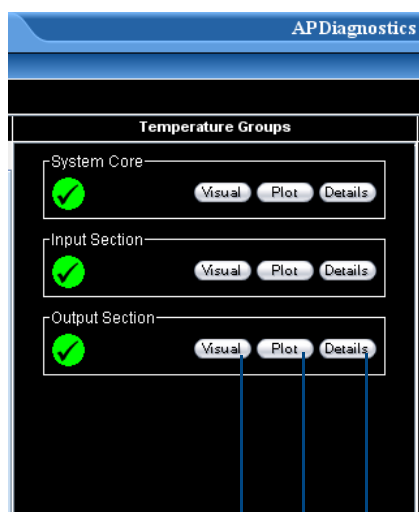 APDiagnostics
Temperature Groups
System Core
Visual Plot Details
Input Section
Visual Plot Details
Output Section
Visual Plot Details